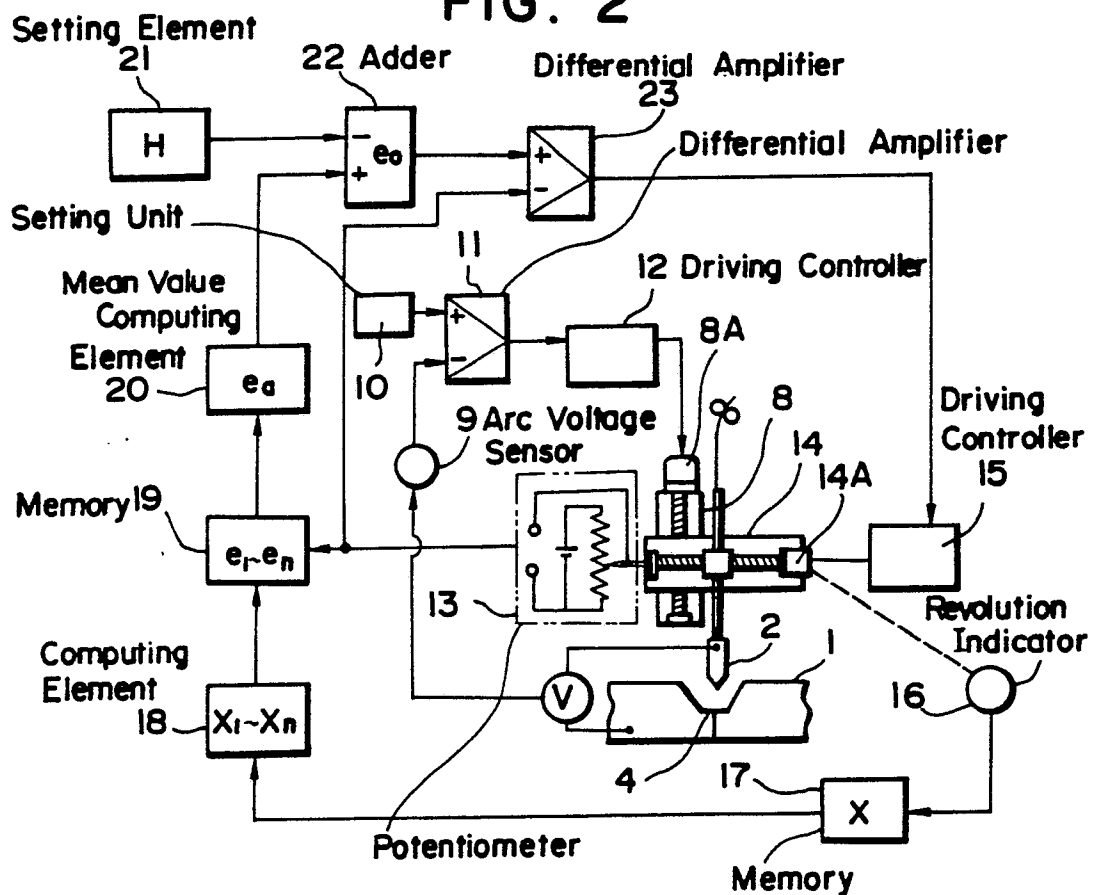 FIG. 2
Setting Element
21
22 Adder
Differential Amplifier
23
H
−
e₀
+
+
−
Differential Amplifier
Setting Unit
11
12 Driving Controller
Mean Value
Computing
Element
20
eₐ
+
−
10
8A
8
9 Arc Voltage
Sensor
14
14A
Driving
Controller
15
Memory 19
e₁~eₙ
13
Revolution
Indicator
2
1
Computing
Element
18
X₁~Xₙ
V
16
4
17
X
Potentiometer
Memory